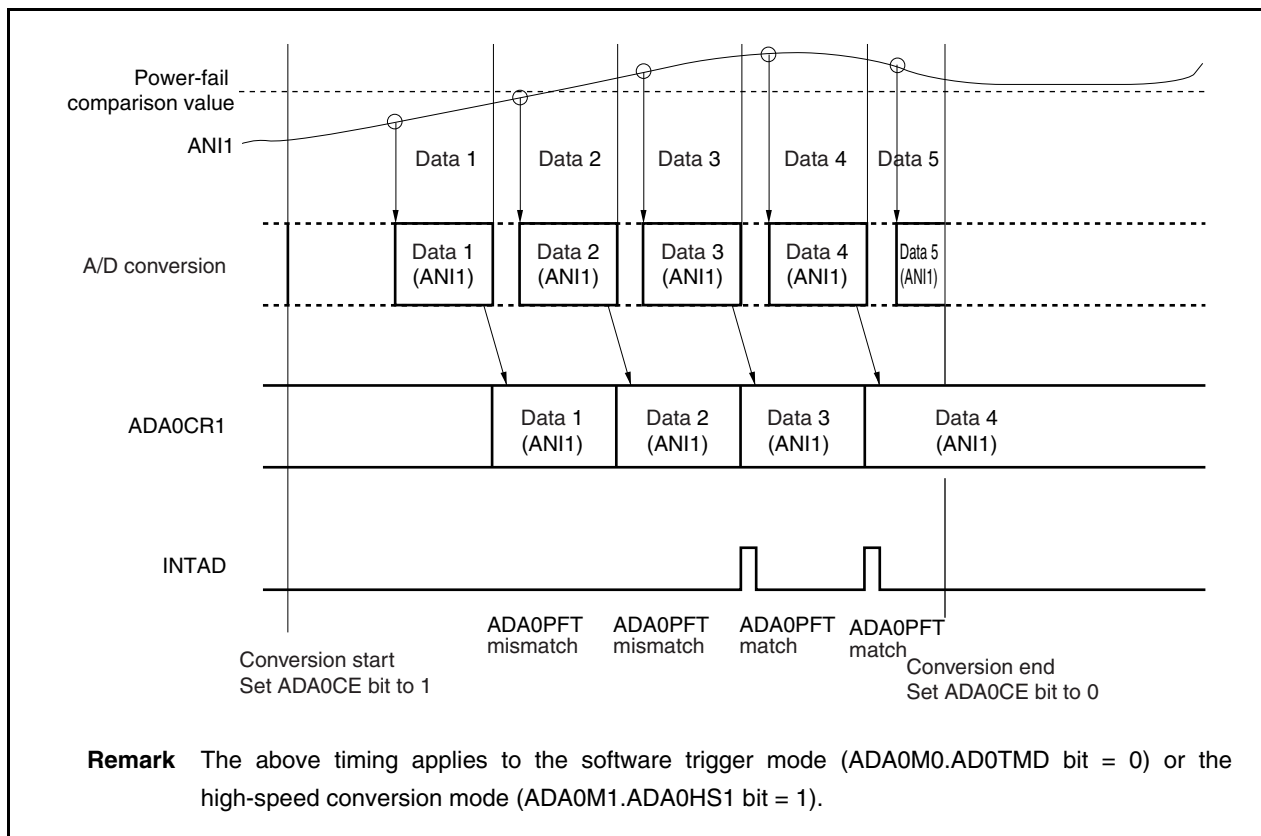 Power-fail
comparison value
ANI1
Data 1
Data 2
Data 3
Data 4
Data 5
A/D conversion
Data 1
(ANI1)
Data 2
(ANI1)
Data 3
(ANI1)
Data 4
(ANI1)
Data 5
(ANI1)
ADA0CR1
Data 1
(ANI1)
Data 2
(ANI1)
Data 3
(ANI1)
Data 4
(ANI1)
INTAD
ADA0PFT
mismatch
ADA0PFT
mismatch
ADA0PFT
match
ADA0PFT
match
Conversion start
Set ADA0CE bit to 1
Conversion end
Set ADA0CE bit to 0
Remark The above timing applies to the software trigger mode (ADA0M0.AD0TMD bit = 0) or the
high-speed conversion mode (ADA0M1.ADA0HS1 bit = 1).